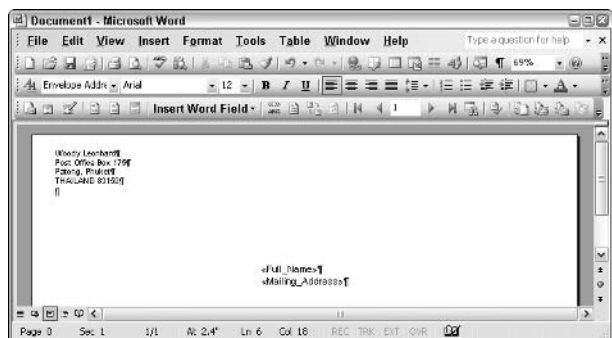 Document1 - Microsoft Word
File Edit View Insert Format Tools Table Window Help Type a question for help
69%
Envelope Addre Arial 12 B I U A
Insert Word Field 1
Woody Leonhard¶
Post Office Box 179¶
Patong, Phuket¶
THAILAND 83150¶
¶
«Full_Name»¶
«Mailing_Address»¶
Page 0 Sec 1 1/1 At 2.4" Ln 6 Col 18 REC TRK EXT OVR